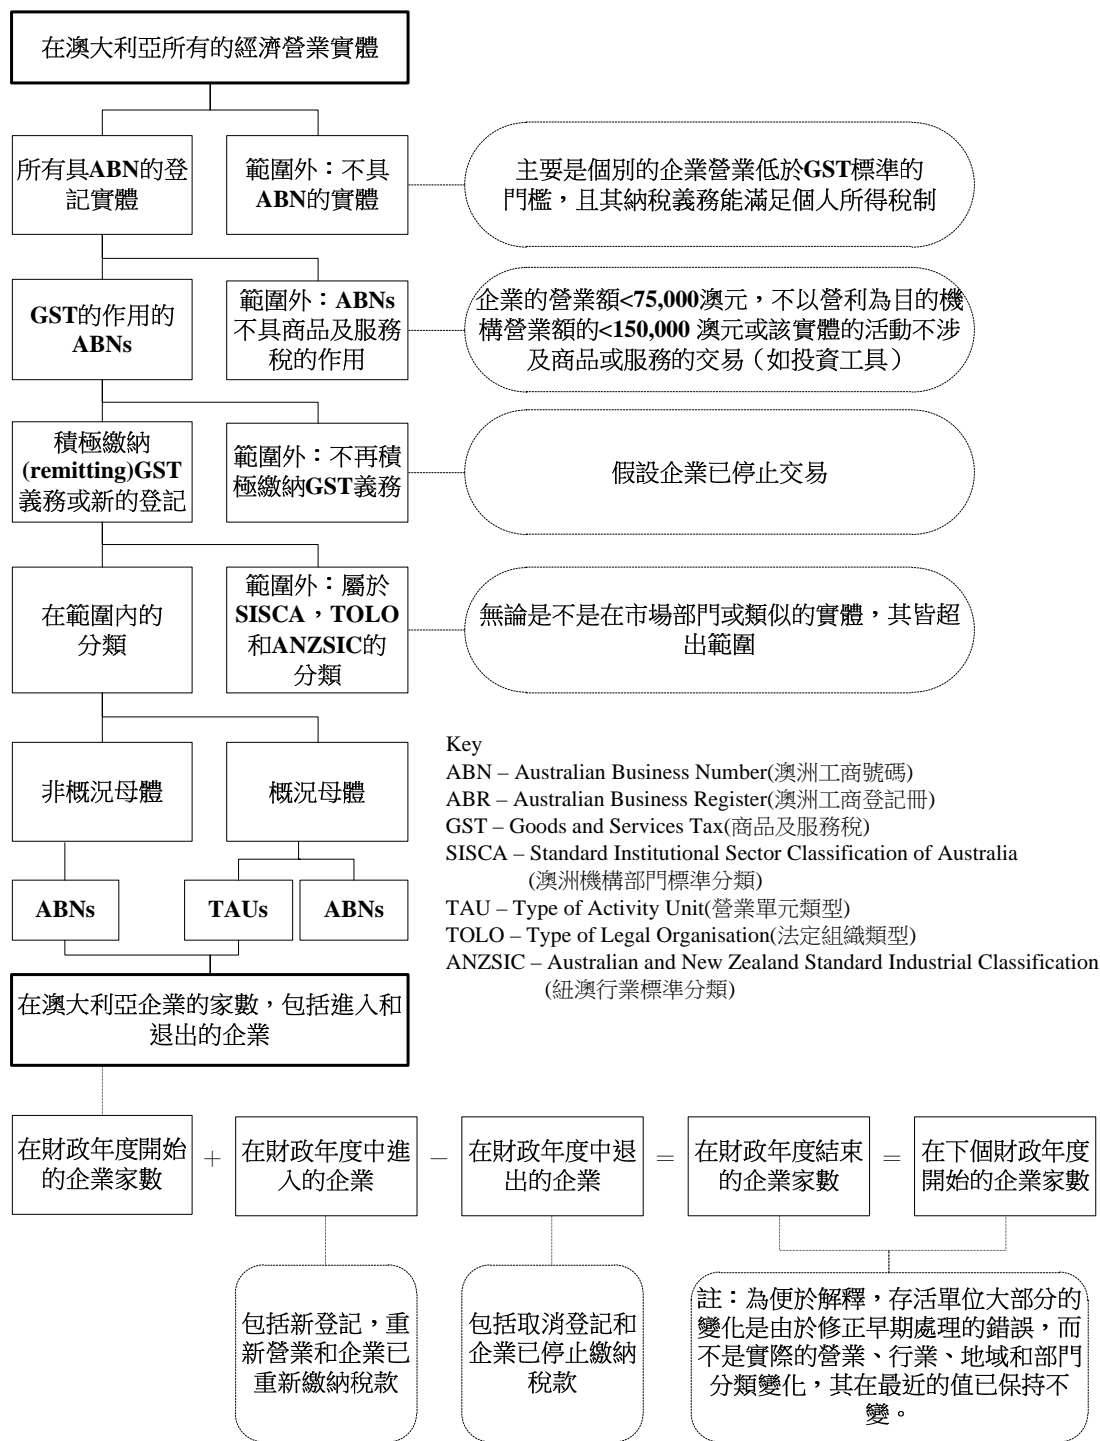 在澳大利亞所有的經濟營業實體
所有具ABN的登
記實體
範圍外：不具
ABN的實體
主要是個別的企業營業低於GST標準的
門檻，且其納稅義務能滿足個人所得稅制
GST的作用的
ABNs
範圍外：ABNs
不具商品及服務
稅的作用
企業的營業額<75,000澳元，不以營利為目的機
構營業額的<150,000 澳元或該實體的活動不涉
及商品或服務的交易（如投資工具）
積極繳納
(remitting)GST
義務或新的登記
範圍外：不再積
極繳納GST義務
假設企業已停止交易
在範圍內的
分類
範圍外：屬於
SISCA，TOLO
和ANZSIC的
分類
無論是不是在市場部門或類似的實體，其皆超
出範圍
非概況母體
概況母體
ABNs
TAUs
ABNs
Key
ABN – Australian Business Number(澳洲工商號碼)
ABR – Australian Business Register(澳洲工商登記冊)
GST – Goods and Services Tax(商品及服務稅)
SISCA – Standard Institutional Sector Classification of Australia
(澳洲機構部門標準分類)
TAU – Type of Activity Unit(營業單元類型)
TOLO – Type of Legal Organisation(法定組織類型)
ANZSIC – Australian and New Zealand Standard Industrial Classification
(紐澳行業標準分類)
在澳大利亞企業的家數，包括進入和
退出的企業
在財政年度開始
的企業家數
+
在財政年度中進
入的企業
−
在財政年度中退
出的企業
=
在財政年度結束
的企業家數
=
在下個財政年度
開始的企業家數
包括新登記，重
新營業和企業已
重新繳納稅款
包括取消登記和
企業已停止繳納
稅款
註：為便於解釋，存活單位大部分的
變化是由於修正早期處理的錯誤，而
不是實際的營業、行業、地域和部門
分類變化，其在最近的值已保持不
變。